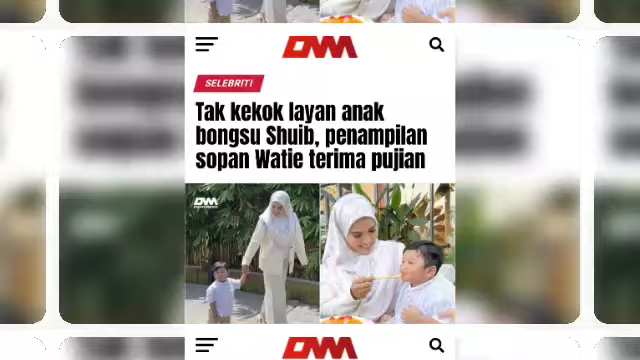 DM
SELEBRITI
Tak kekok layan anak
bongsu Shuib, penampilan
sopan Watie terima pujian
DM
DM